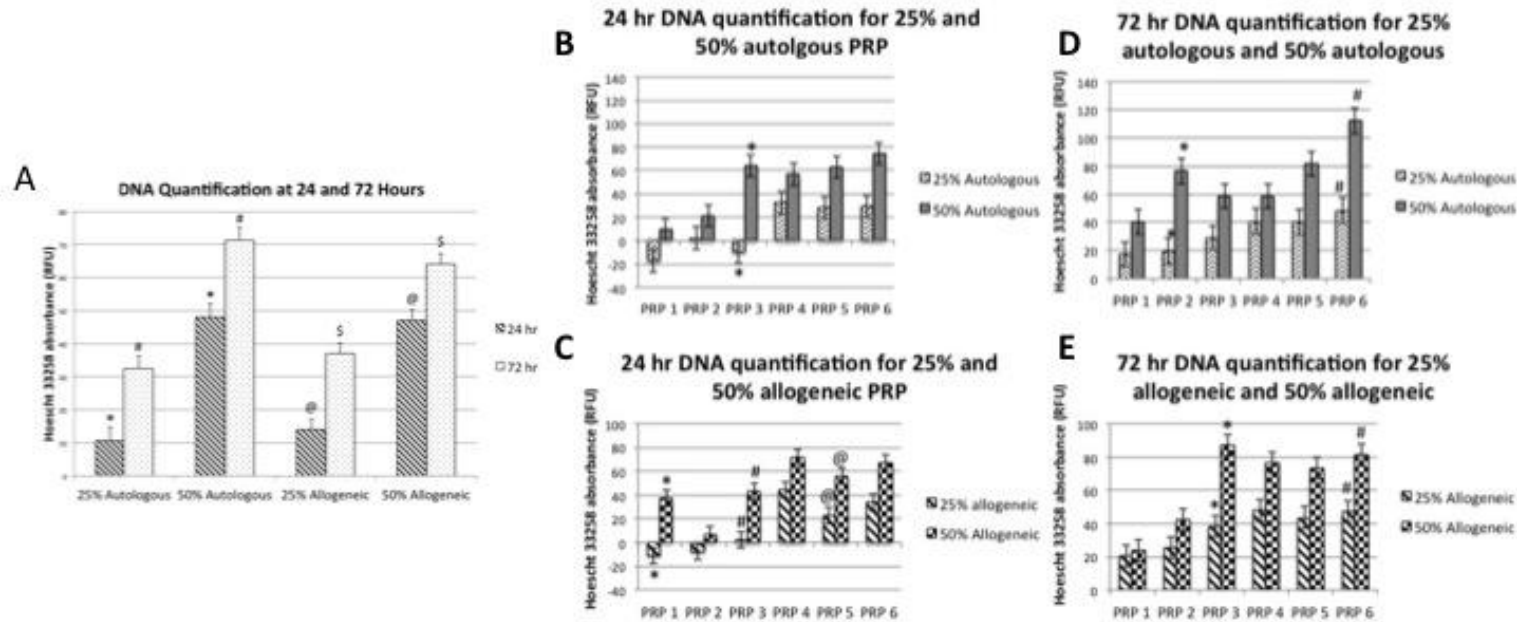 A
DNA Quantification at 24 and 72 Hours
Hoescht 33258 absorbance (RFU)
* # * # @ $ @ $
25% Autologous 50% Autologous 25% Allogeneic 50% Allogeneic
24 hr
72 hr
B
24 hr DNA quantification for 25% and
50% autolgous PRP
Hoescht 33258 absorbance (RFU)
140
120
100
80
60
40
20
0
-20
-40
* *
PRP 1 PRP 2 PRP 3 PRP 4 PRP 5 PRP 6
25% Autologous
50% Autologous
C
24 hr DNA quantification for 25% and
50% allogeneic PRP
Hoescht 33258 absorbance (RFU)
100
80
60
40
20
0
-20
-40
* * # # @ @
PRP 1 PRP 2 PRP 3 PRP 4 PRP 5 PRP 6
25% allogeneic
50% Allogeneic
D
72 hr DNA quantification for 25%
autologous and 50% autologous
Hoescht 33258 absorbance (RFU)
140
120
100
80
60
40
20
0
* * # #
PRP 1 PRP 2 PRP 3 PRP 4 PRP 5 PRP 6
25% Autologous
50% Autologous
E
72 hr DNA quantification for 25%
allogeneic and 50% allogeneic
Hoescht 33258 absorbance (RFU)
100
80
60
40
20
0
* * # #
PRP 1 PRP 2 PRP 3 PRP 4 PRP 5 PRP 6
25% Allogeneic
50% Allogeneic